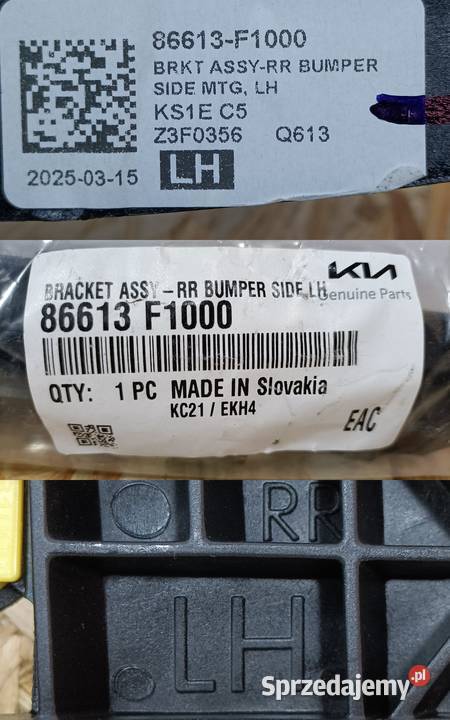 86613-F1000
BRKT ASSY-RR BUMPER
SIDE MTG, LH
KS1E C5
Z3F0356 Q613
2025-03-15 LH
KIA
BRACKET ASSY-RR BUMPER SIDE,LH
Genuine Parts
86613 F1000
QTY: 1 PC MADE IN Slovakia
KC21 / EKH4
EAC
RR
LH
Sprzedajemy.pl